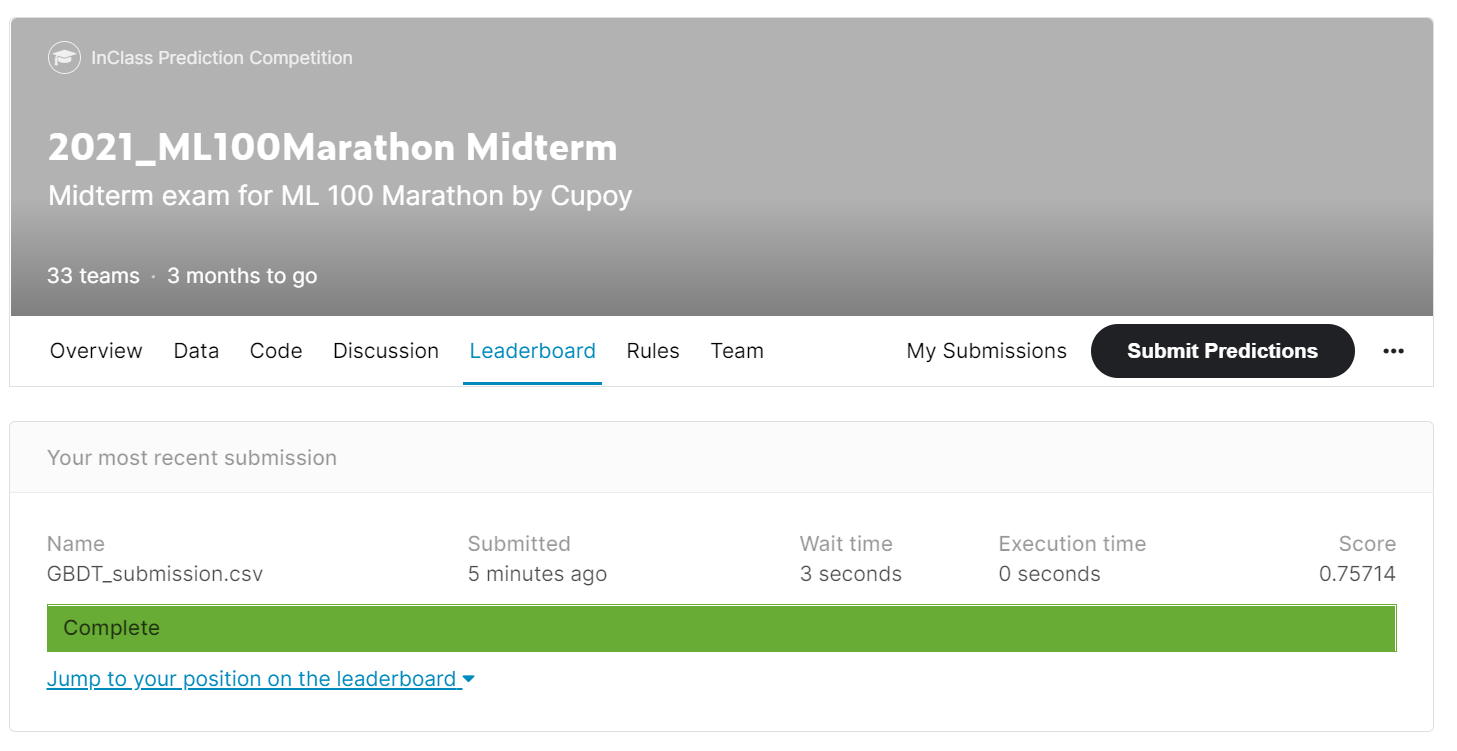 InClass Prediction Competition
2021_ML100Marathon Midterm
Midterm exam for ML 100 Marathon by Cupoy
33 teams · 3 months to go
Overview Data Code Discussion Leaderboard Rules Team My Submissions Submit Predictions •••
Your most recent submission
Name Submitted Wait time Execution time Score
GBDT_submission.csv 5 minutes ago 3 seconds 0 seconds 0.75714
Complete
Jump to your position on the leaderboard